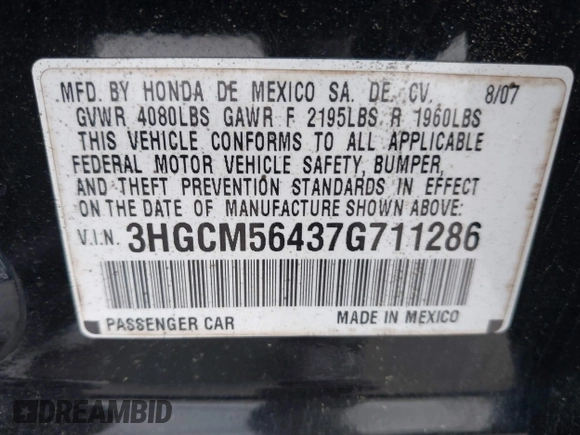 MFD. BY HONDA DE MEXICO SA. DE. CV. 8/07
GVWR 4080LBS GAWR F 2195LBS R 1960LBS
THIS VEHICLE CONFORMS TO ALL APPLICABLE
FEDERAL MOTOR VEHICLE SAFETY, BUMPER,
AND THEFT PREVENTION STANDARDS IN EFFECT
ON THE DATE OF MANUFACTURE SHOWN ABOVE:
V.I.N. 3HGCM56437G711286
PASSENGER CAR MADE IN MEXICO
DREAMBID